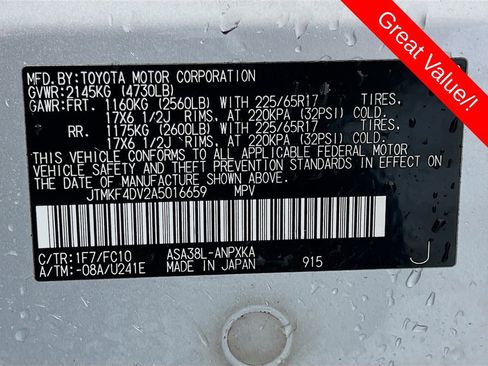 MFD.BY:TOYOTA MOTOR CORPORATION
GVWR:2145KG (4730LB)
GAWR:FRT. 1160KG (2560LB) WITH 225/65R17 TIRES,
17X6 1/2J RIMS, AT 220KPA (32PSI) COLD.
RR. 1175KG (2600LB) WITH 225/65R17 TIRES,
17X6 1/2J RIMS, AT 220KPA (32PSI) COLD.
THIS VEHICLE CONFORMS TO ALL APPLICABLE FEDERAL MOTOR
VEHICLE SAFETY AND THEFT PREVENTION STANDARDS IN EFFECT
ON THE DATE OF MANUFACTURE SHOWN ABOVE.
JTMKF4DV2A5016659 MPV
C/TR:1F7/FC10 ASA38L-ANPXKA
A/TM:-08A/U241E MADE IN JAPAN 915 J
Great Value!!